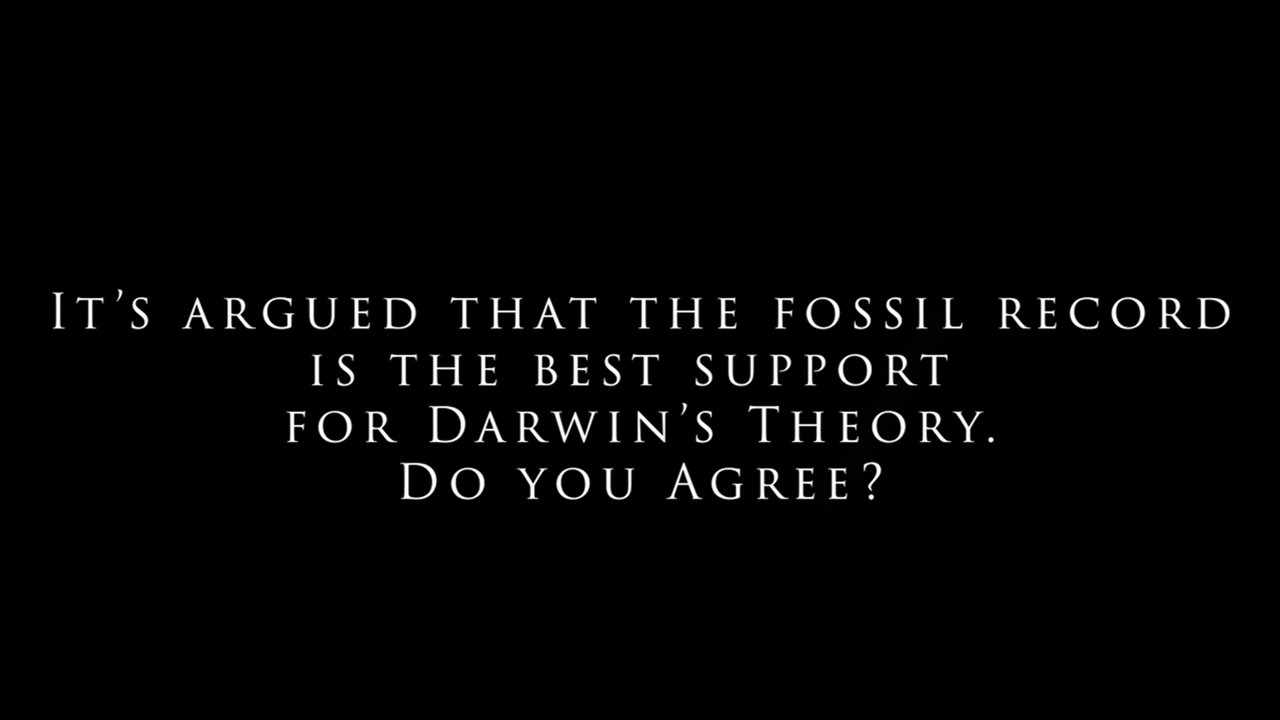 It's argued that the fossil record
is the best support
for Darwin's Theory.
Do you Agree?